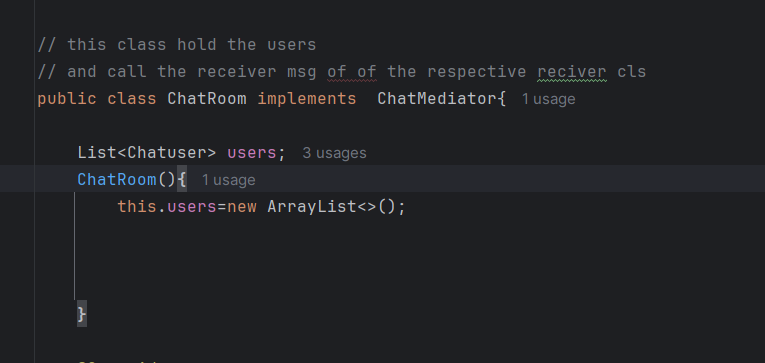 // this class hold the users
// and call the receiver msg of of the respective reciver cls
public class ChatRoom implements  ChatMediator{ 1 usage
List<Chatuser> users; 3 usages
ChatRoom(){ 1 usage
this.users=new ArrayList<>();
}